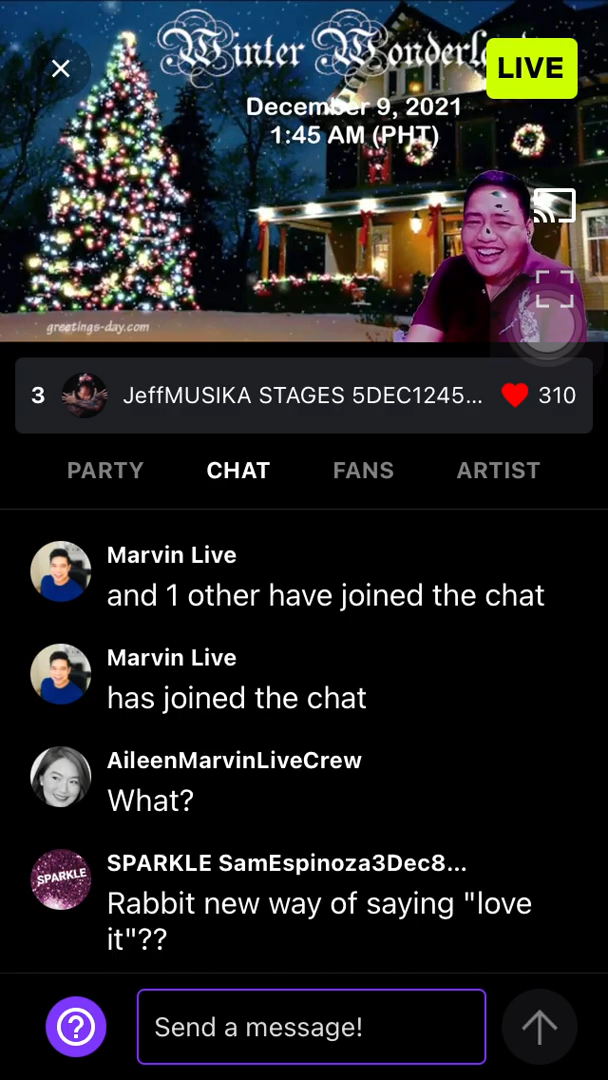 Winter Wonderl
LIVE
December 9, 2021
1:45 AM (PHT)
greetings-day.com
3 JeffMUSIKA STAGES 5DEC1245... 310
PARTY CHAT FANS ARTIST
Marvin Live
and 1 other have joined the chat
Marvin Live
has joined the chat
AileenMarvinLiveCrew
What?
SPARKLE
SPARKLE SamEspinoza3Dec8...
Rabbit new way of saying "love
it"??
Send a message!